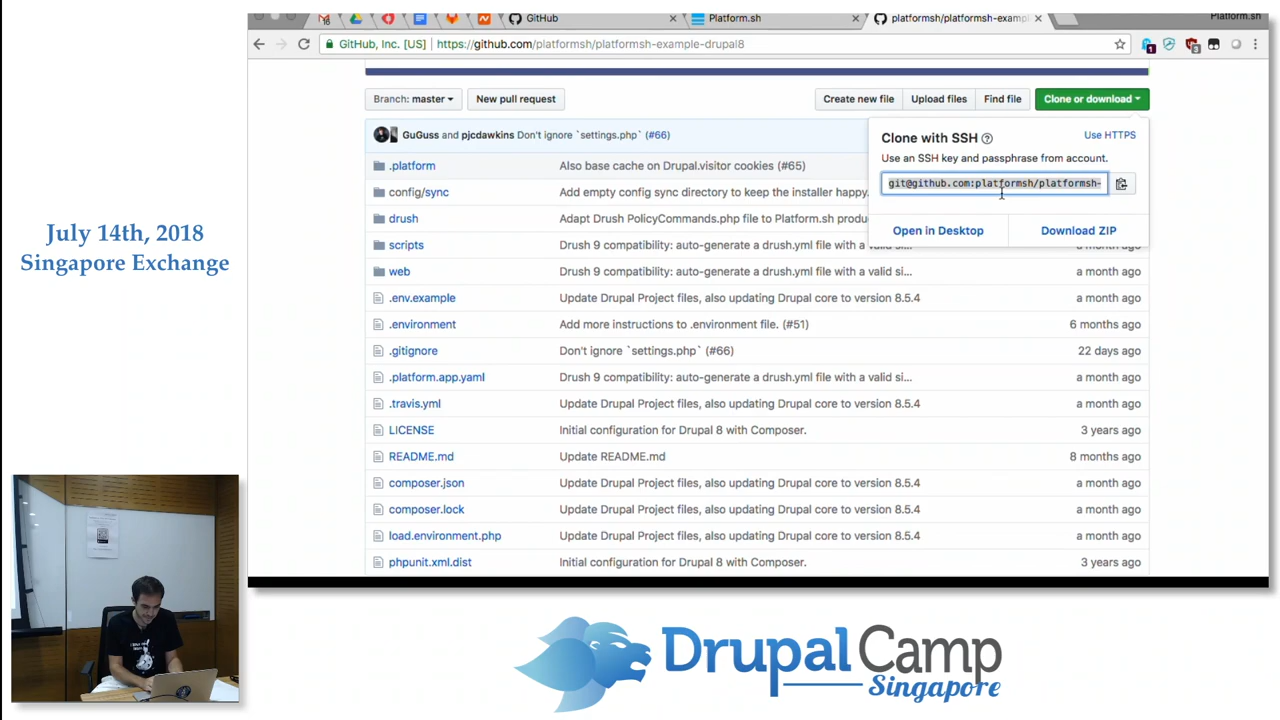 GitHub
Platform.sh
platformsh/platformsh-exampl
Platform.sh
GitHub, Inc. [US]
https://github.com/platformsh/platformsh-example-drupal8
1
3
Branch: master
New pull request
Create new file
Upload files
Find file
Clone or download
GuGuss and pjcdawkins Don't ignore `settings.php` (#66)
Clone with SSH
Use HTTPS
Use an SSH key and passphrase from account.
git@github.com:platformsh/platformsh-
Open in Desktop
Download ZIP
.platform
Also base cache on Drupal.visitor cookies (#65)
config/sync
Add empty config sync directory to keep the installer happy.
drush
Adapt Drush PolicyCommands.php file to Platform.sh produ
scripts
Drush 9 compatibility: auto-generate a drush.yml file with a valid si...
a month ago
web
Drush 9 compatibility: auto-generate a drush.yml file with a valid si...
a month ago
.env.example
Update Drupal Project files, also updating Drupal core to version 8.5.4
a month ago
.environment
Add more instructions to .environment file. (#51)
6 months ago
.gitignore
Don't ignore `settings.php` (#66)
22 days ago
.platform.app.yaml
Drush 9 compatibility: auto-generate a drush.yml file with a valid si...
a month ago
.travis.yml
Update Drupal Project files, also updating Drupal core to version 8.5.4
a month ago
LICENSE
Initial configuration for Drupal 8 with Composer.
3 years ago
README.md
Update README.md
8 months ago
composer.json
Update Drupal Project files, also updating Drupal core to version 8.5.4
a month ago
composer.lock
Update Drupal Project files, also updating Drupal core to version 8.5.4
a month ago
load.environment.php
Update Drupal Project files, also updating Drupal core to version 8.5.4
a month ago
phpunit.xml.dist
Initial configuration for Drupal 8 with Composer.
3 years ago
July 14th, 2018
Singapore Exchange
DrupalCamp
Singapore